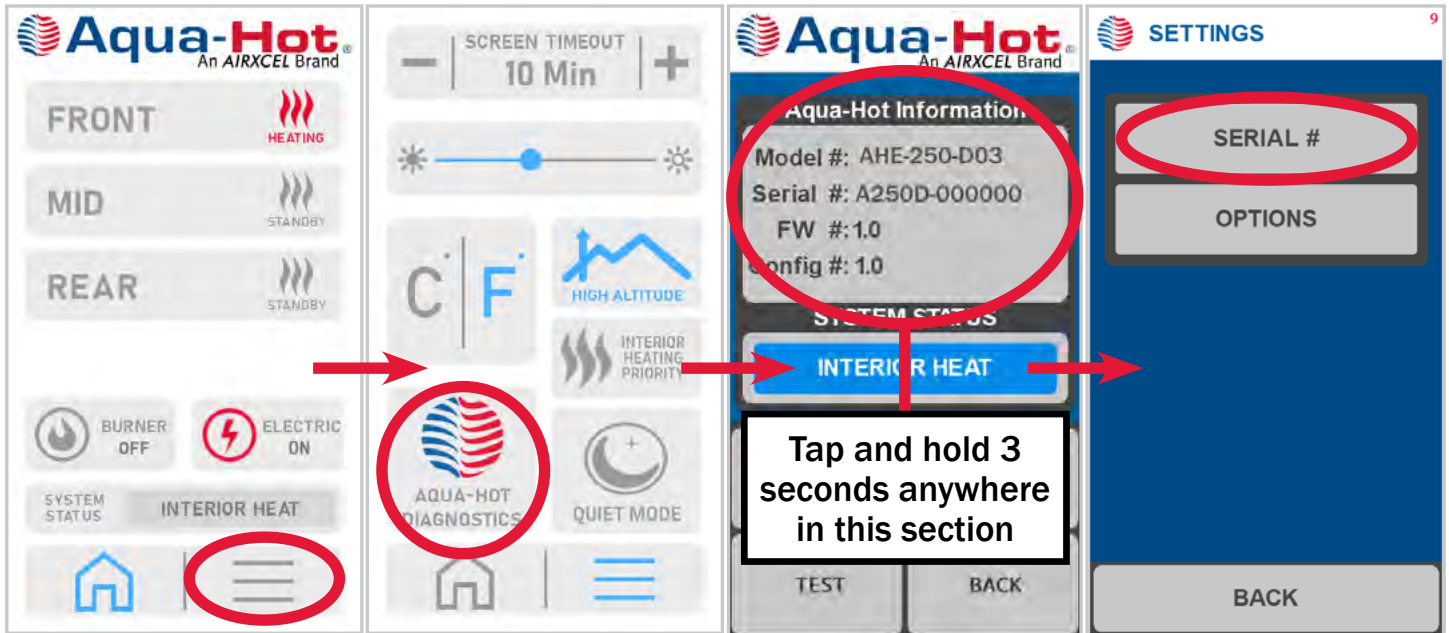 Aqua-Hot®
An AIRXCEL Brand
FRONT
HEATING
MID
STANDBY
REAR
STANDBY
BURNER
OFF
ELECTRIC
ON
SYSTEM
STATUS
INTERIOR HEAT
SCREEN TIMEOUT
10 Min
C°
F°
HIGH ALTITUDE
INTERIOR
HEATING
PRIORITY
AQUA-HOT
DIAGNOSTICS
QUIET MODE
Aqua-Hot®
An AIRXCEL Brand
Aqua-Hot Information
Model #: AHE-250-D03
Serial #: A250D-000000
FW #: 1.0
Config #: 1.0
SYSTEM STATUS
INTERIOR HEAT
Tap and hold 3
seconds anywhere
in this section
TEST
BACK
SETTINGS
9
SERIAL #
OPTIONS
BACK